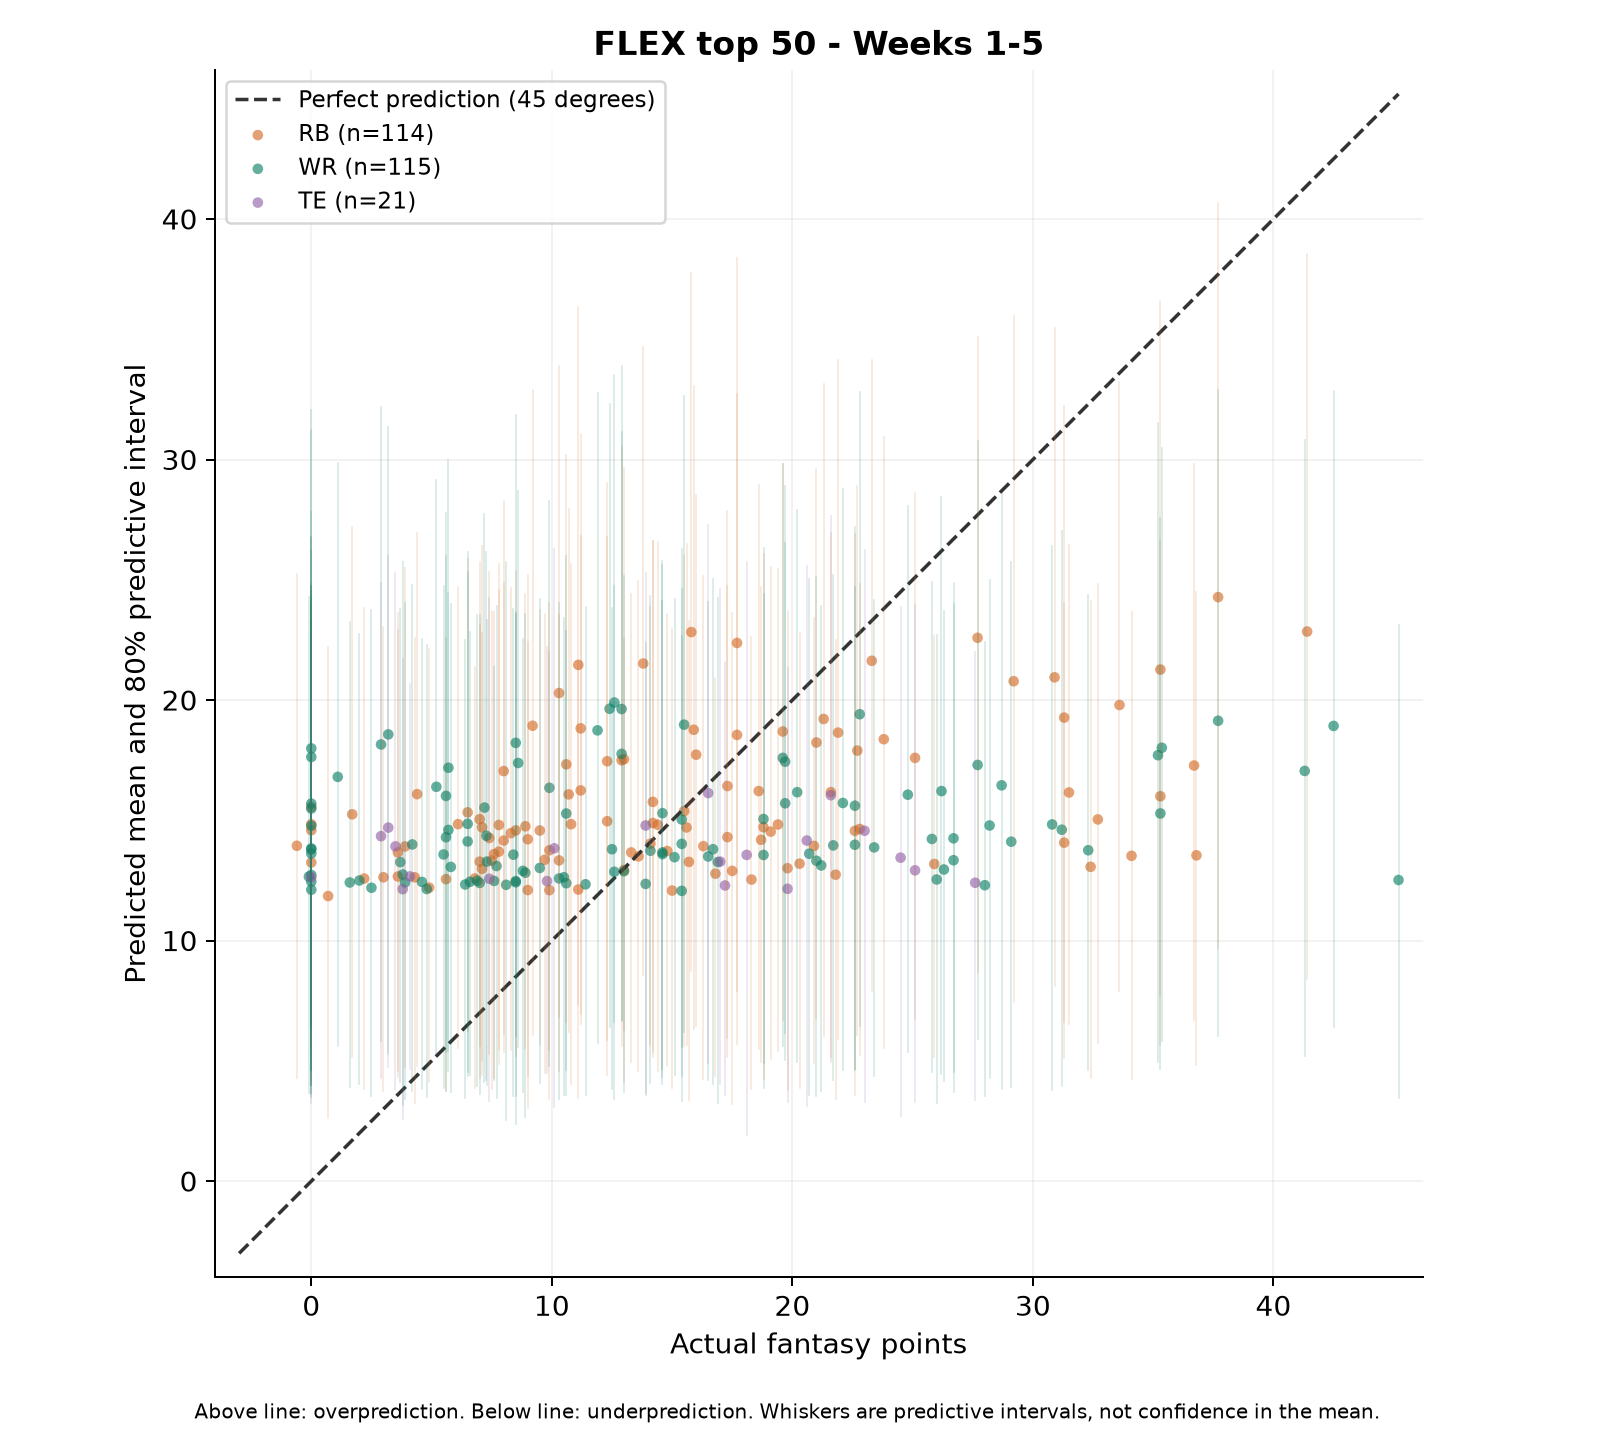 FLEX top 50 - Weeks 1-5
Perfect prediction (45 degrees)
RB (n=114)
WR (n=115)
TE (n=21)
Predicted mean and 80% predictive interval
40
30
20
10
0
0 10 20 30 40
Actual fantasy points
Above line: overprediction. Below line: underprediction. Whiskers are predictive intervals, not confidence in the mean.